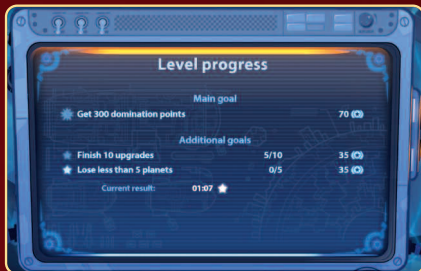 Level progress
Main goal
Get 300 domination points 70
Additional goals
Finish 10 upgrades 5/10 35
Lose less than 5 planets 0/5 35
Current result: 01:07